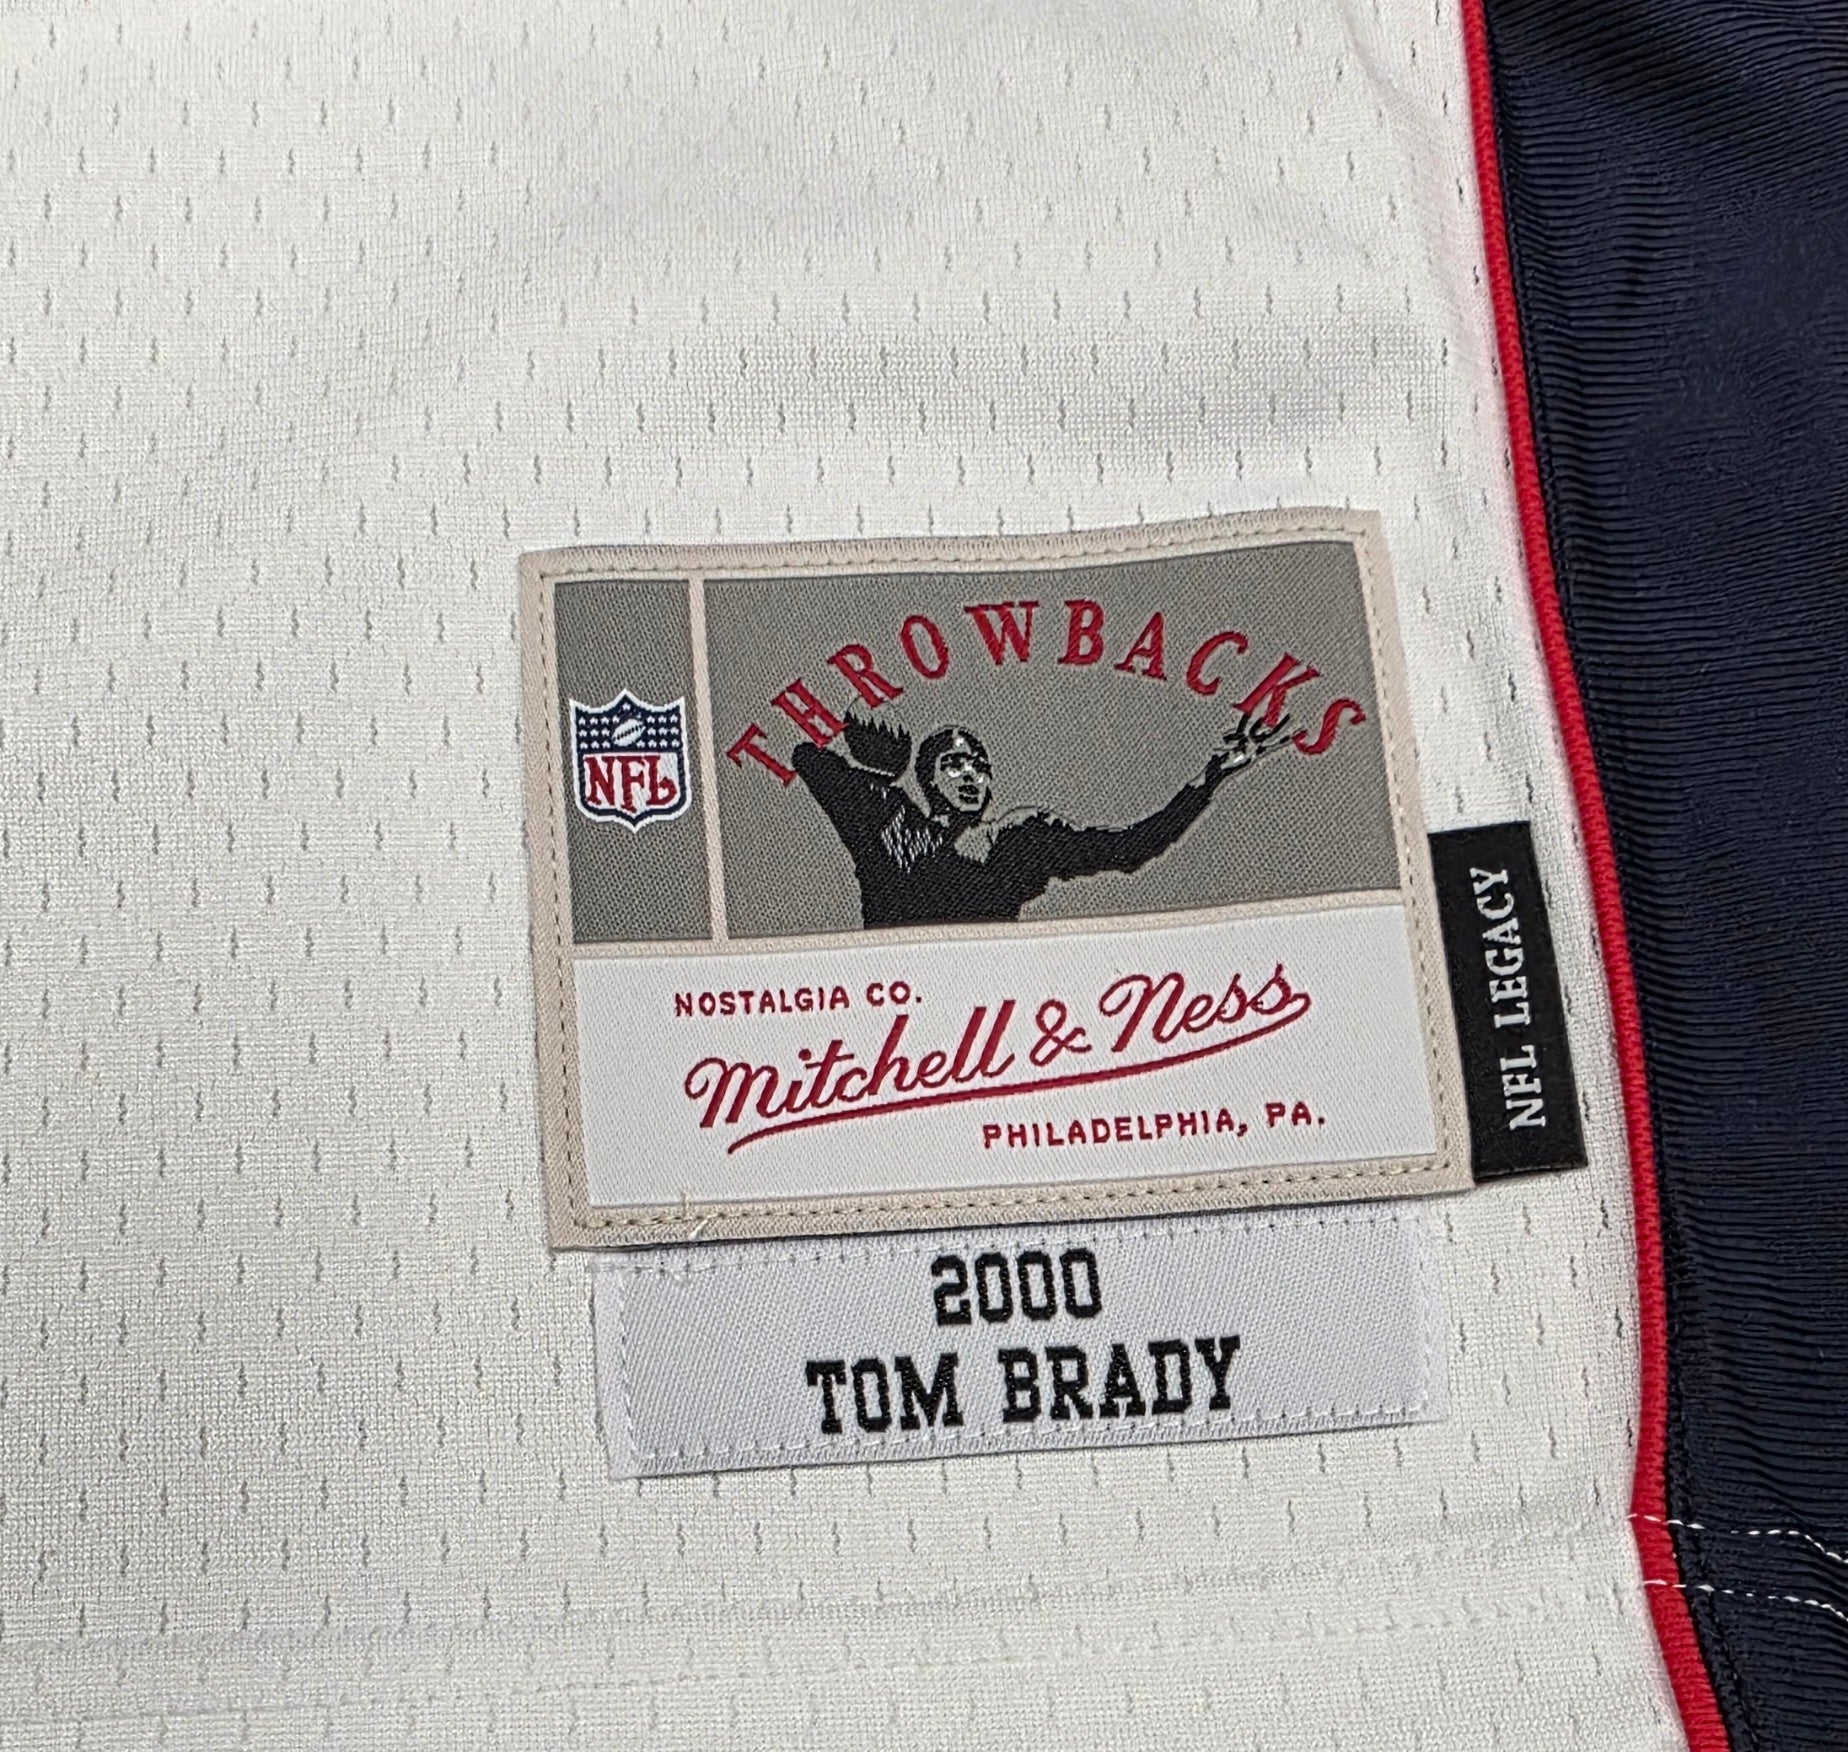 THROWBACKS
NFL
NOSTALGIA CO.
Mitchell & Ness
PHILADELPHIA, PA.
NFL LEGACY
2000
TOM BRADY